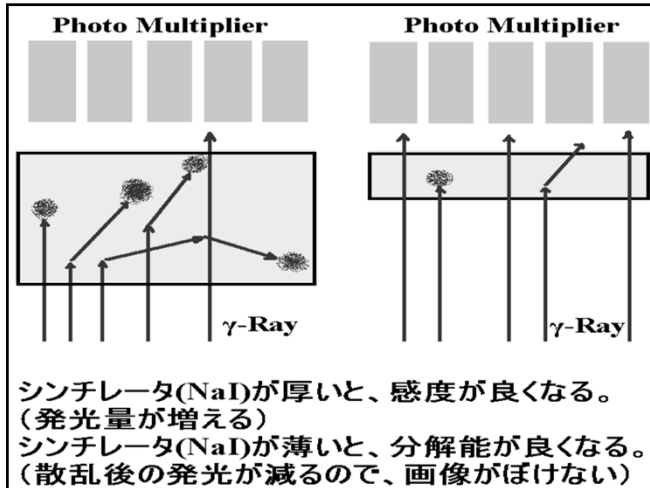 Photo Multiplier
Photo Multiplier
γ-Ray
γ-Ray
シンチレータ(NaI)が厚いと、感度が良くなる。
（発光量が増える）
シンチレータ(NaI)が薄いと、分解能が良くなる。
（散乱後の発光が減るので、画像がぼけない）